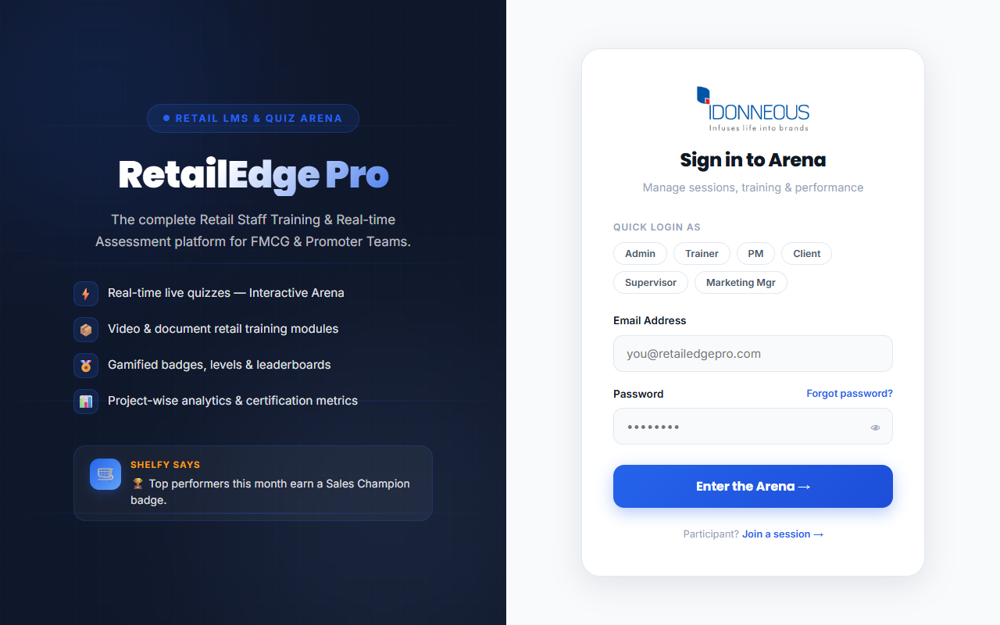 RETAIL LMS & QUIZ ARENA
RetailEdge Pro
The complete Retail Staff Training & Real-time
Assessment platform for FMCG & Promoter Teams.
Real-time live quizzes — Interactive Arena
Video & document retail training modules
Gamified badges, levels & leaderboards
Project-wise analytics & certification metrics
SHELFY SAYS
🏆 Top performers this month earn a Sales Champion
badge.
IDONNEOUS
Infuses life into brands
Sign in to Arena
Manage sessions, training & performance
QUICK LOGIN AS
Admin Trainer PM Client
Supervisor Marketing Mgr
Email Address
you@retailedgepro.com
Password Forgot password?
••••••••
Enter the Arena →
Participant? Join a session →